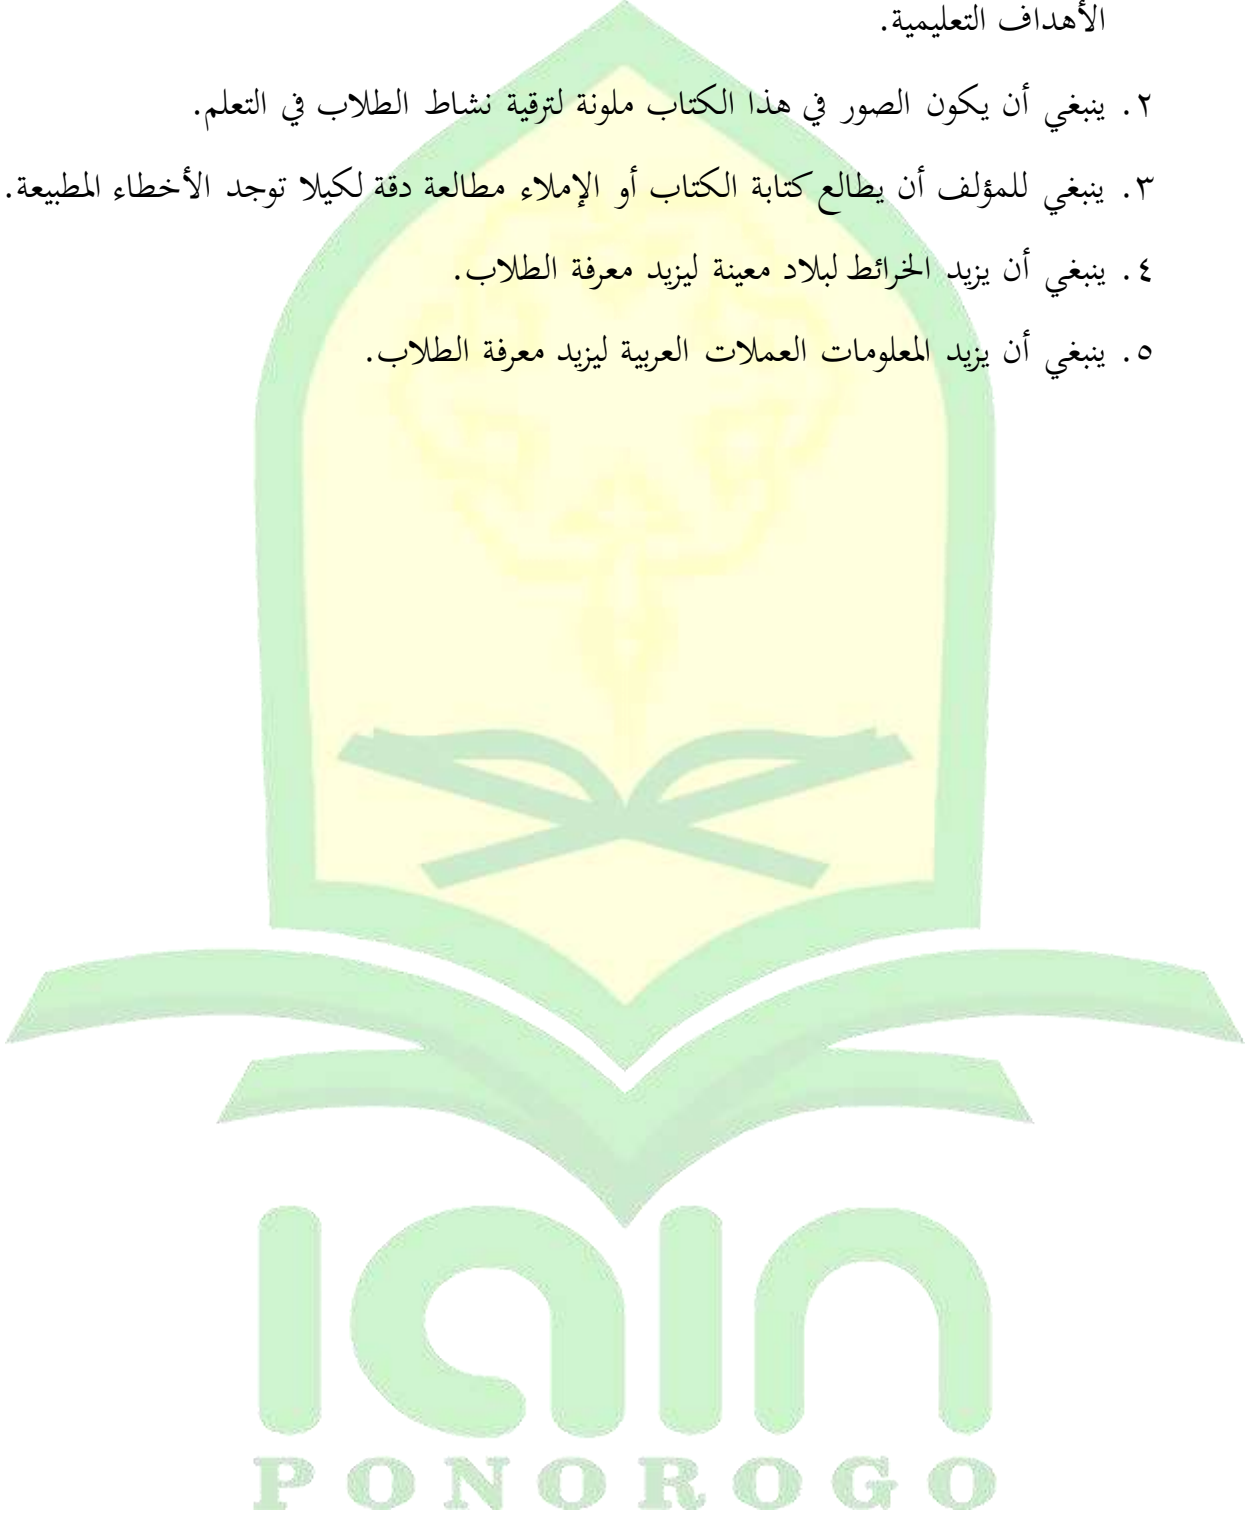 الأهداف التعليمية.
٢. ينبغي أن يكون الصور في هذا الكتاب ملونة لترقية نشاط الطلاب في التعلم.
٣. ينبغي للمؤلف أن يطالع كتابة الكتاب أو الإملاء مطالعة دقة لكيلا توجد الأخطاء المطبيعة.
٤. ينبغي أن يزيد الخرائط لبلاد معينة ليزيد معرفة الطلاب.
٥. ينبغي أن يزيد المعلومات العملات العربية ليزيد معرفة الطلاب.
iain
PONOROGO